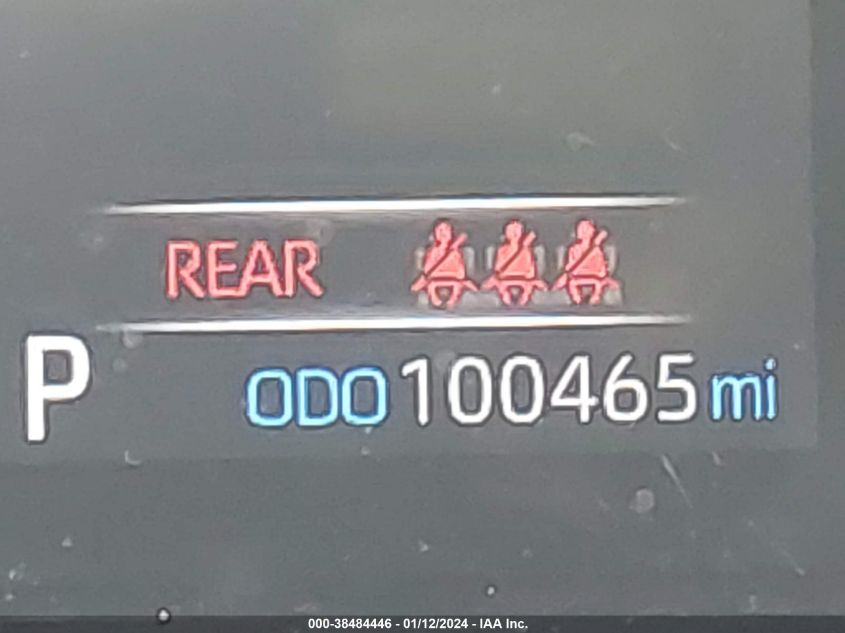 REAR
P ODO 100465 mi
000-38484446 - 01/12/2024 - IAA Inc.